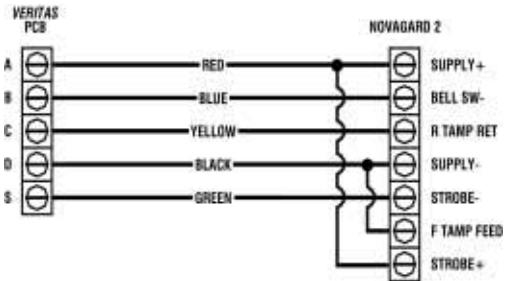 VERITAS
PCB
NOVAGARD 2
A RED SUPPLY+
B BLUE BELL SW-
C YELLOW R TAMP RET
D BLACK SUPPLY-
S GREEN STROBE-
F TAMP FEED
STROBE+